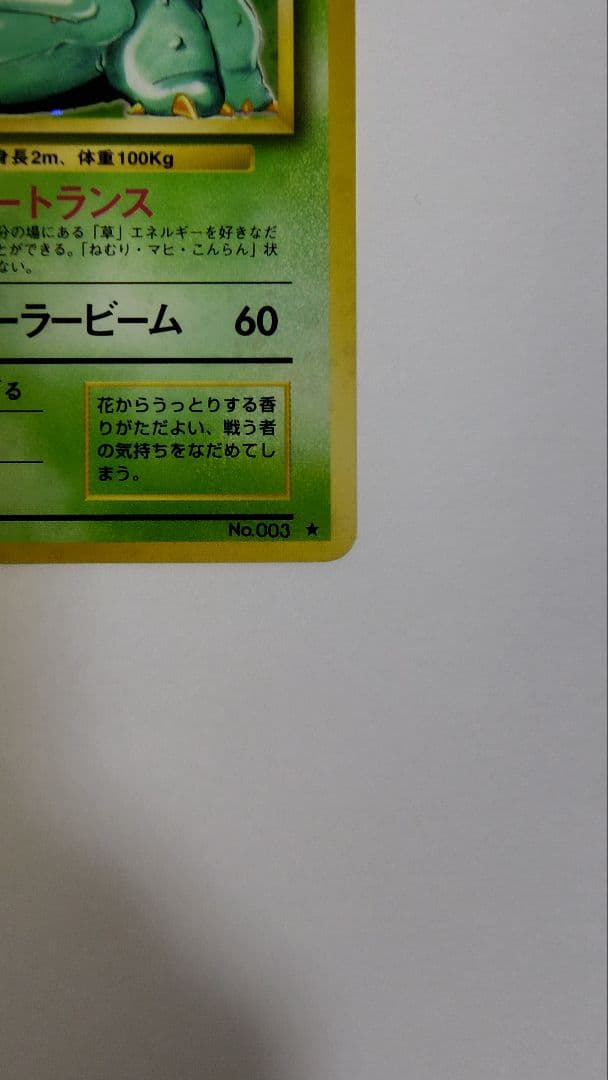 身長2m、体重100Kg
ートランス
分の場にある「草」エネルギーを好きなだ
とができる。「ねむり・マヒ・こんらん」状
ない。
ーラービーム 60
げる
花からうっとりする香
りがただよい、戦う者
の気持ちをなだめてし
まう。
No.003 ★